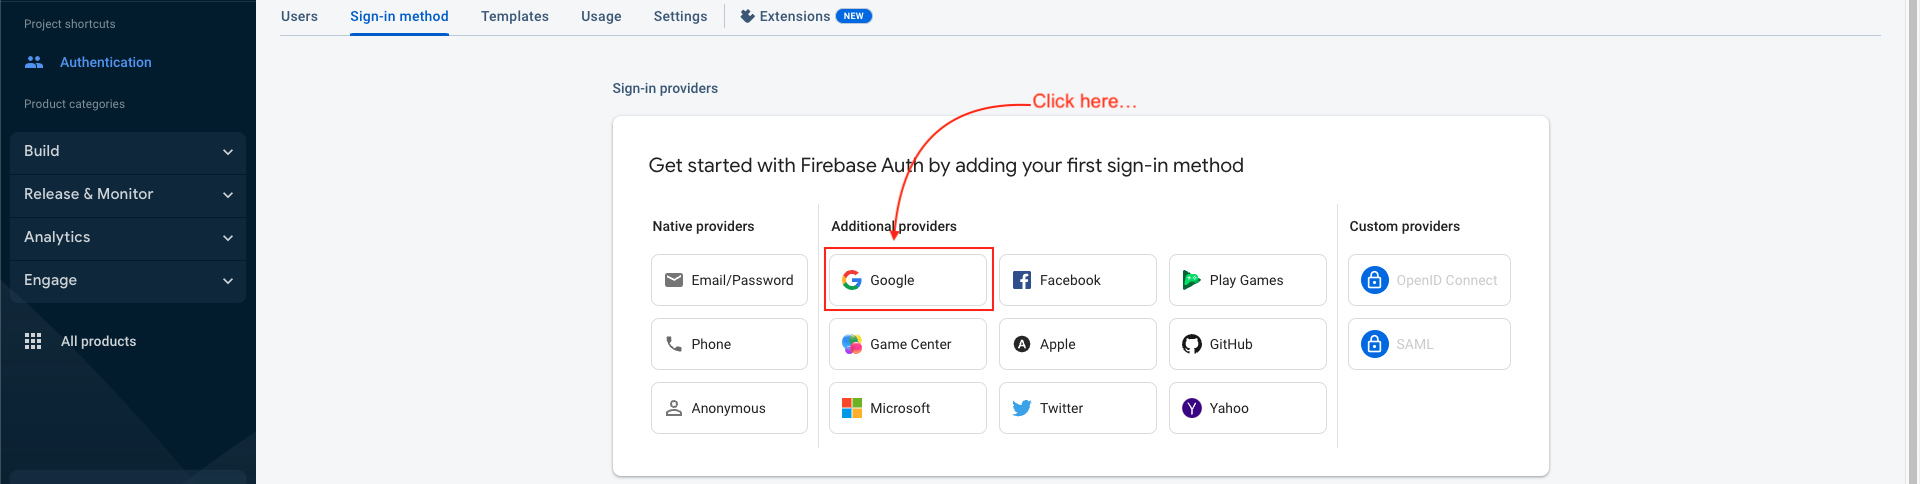 Project shortcuts
Authentication
Product categories
Build
Release & Monitor
Analytics
Engage
All products
Users Sign-in method Templates Usage Settings Extensions NEW
Sign-in providers
Click here...
Get started with Firebase Auth by adding your first sign-in method
Native providers
Email/Password
Phone
Anonymous
Additional providers
Google Facebook Play Games
Game Center Apple GitHub
Microsoft Twitter Yahoo
Custom providers
OpenID Connect
SAML